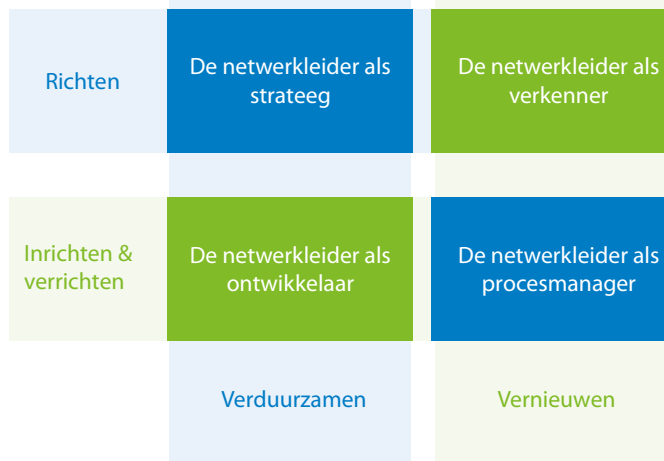 Richten
De netwerkleider als
strateeg
De netwerkleider als
verkenner
Inrichten &
verrichten
De netwerkleider als
ontwikkelaar
De netwerkleider als
procesmanager
Verduurzamen
Vernieuwen